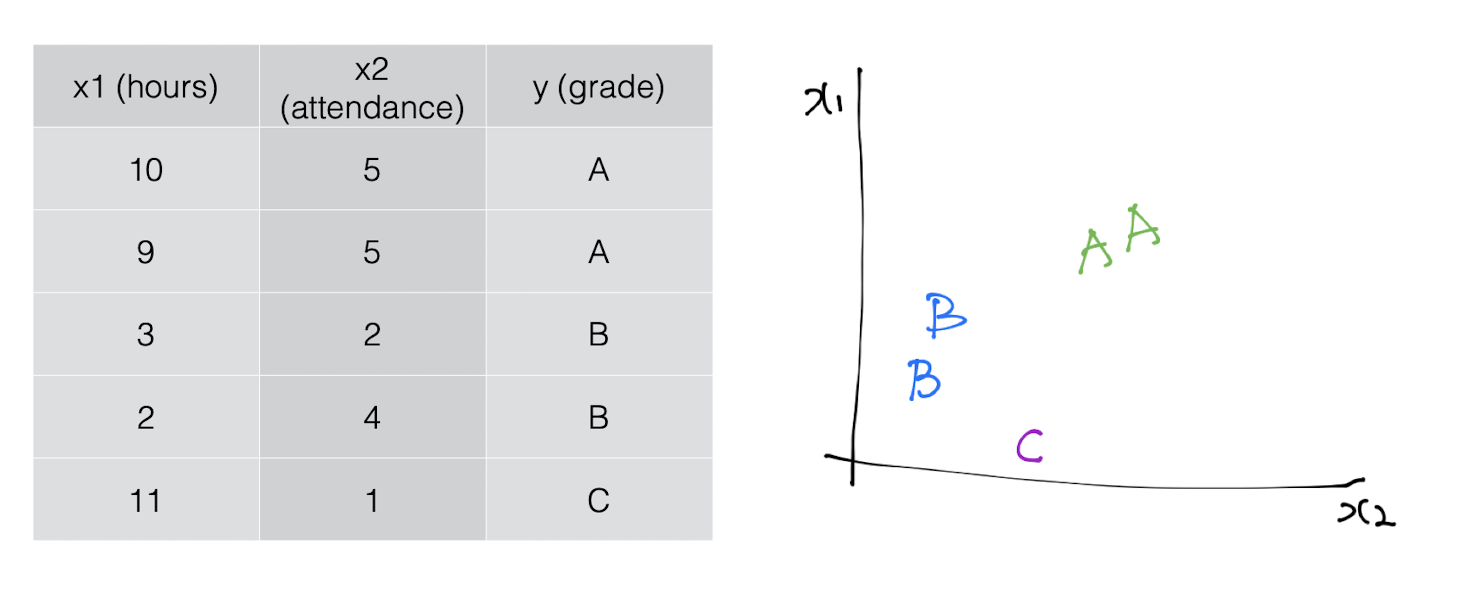 x1 (hours) x2 (attendance) y (grade)
10 5 A
9 5 A
3 2 B
2 4 B
11 1 C
x1
A A
B
B
C
x2